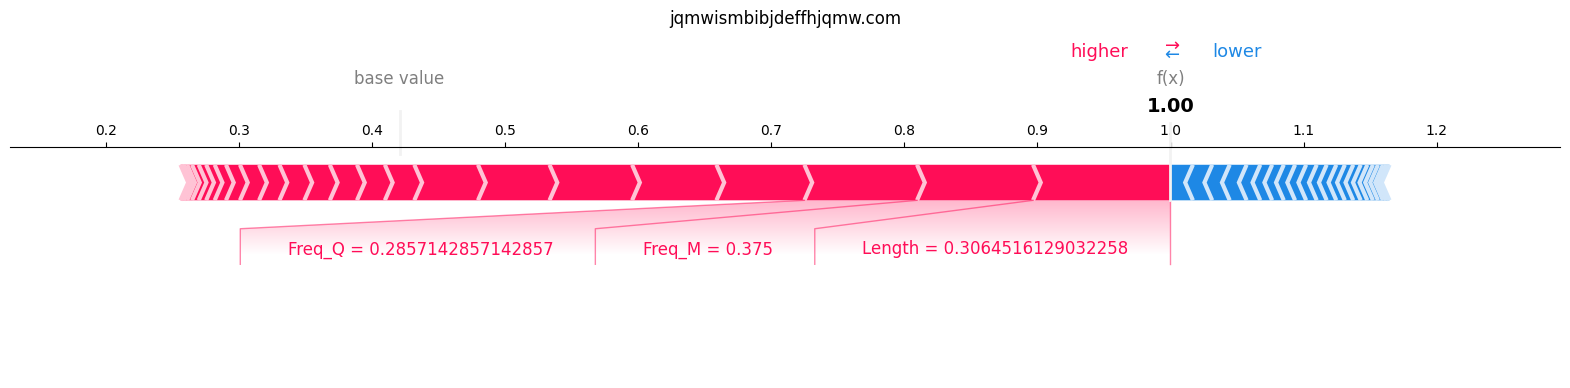 jqmwismbibjdeffhjqmw.com
higher → ← lower
base value f(x)
1.00
0.2 0.3 0.4 0.5 0.6 0.7 0.8 0.9 1.0 1.1 1.2
Freq_Q = 0.2857142857142857 Freq_M = 0.375 Length = 0.3064516129032258